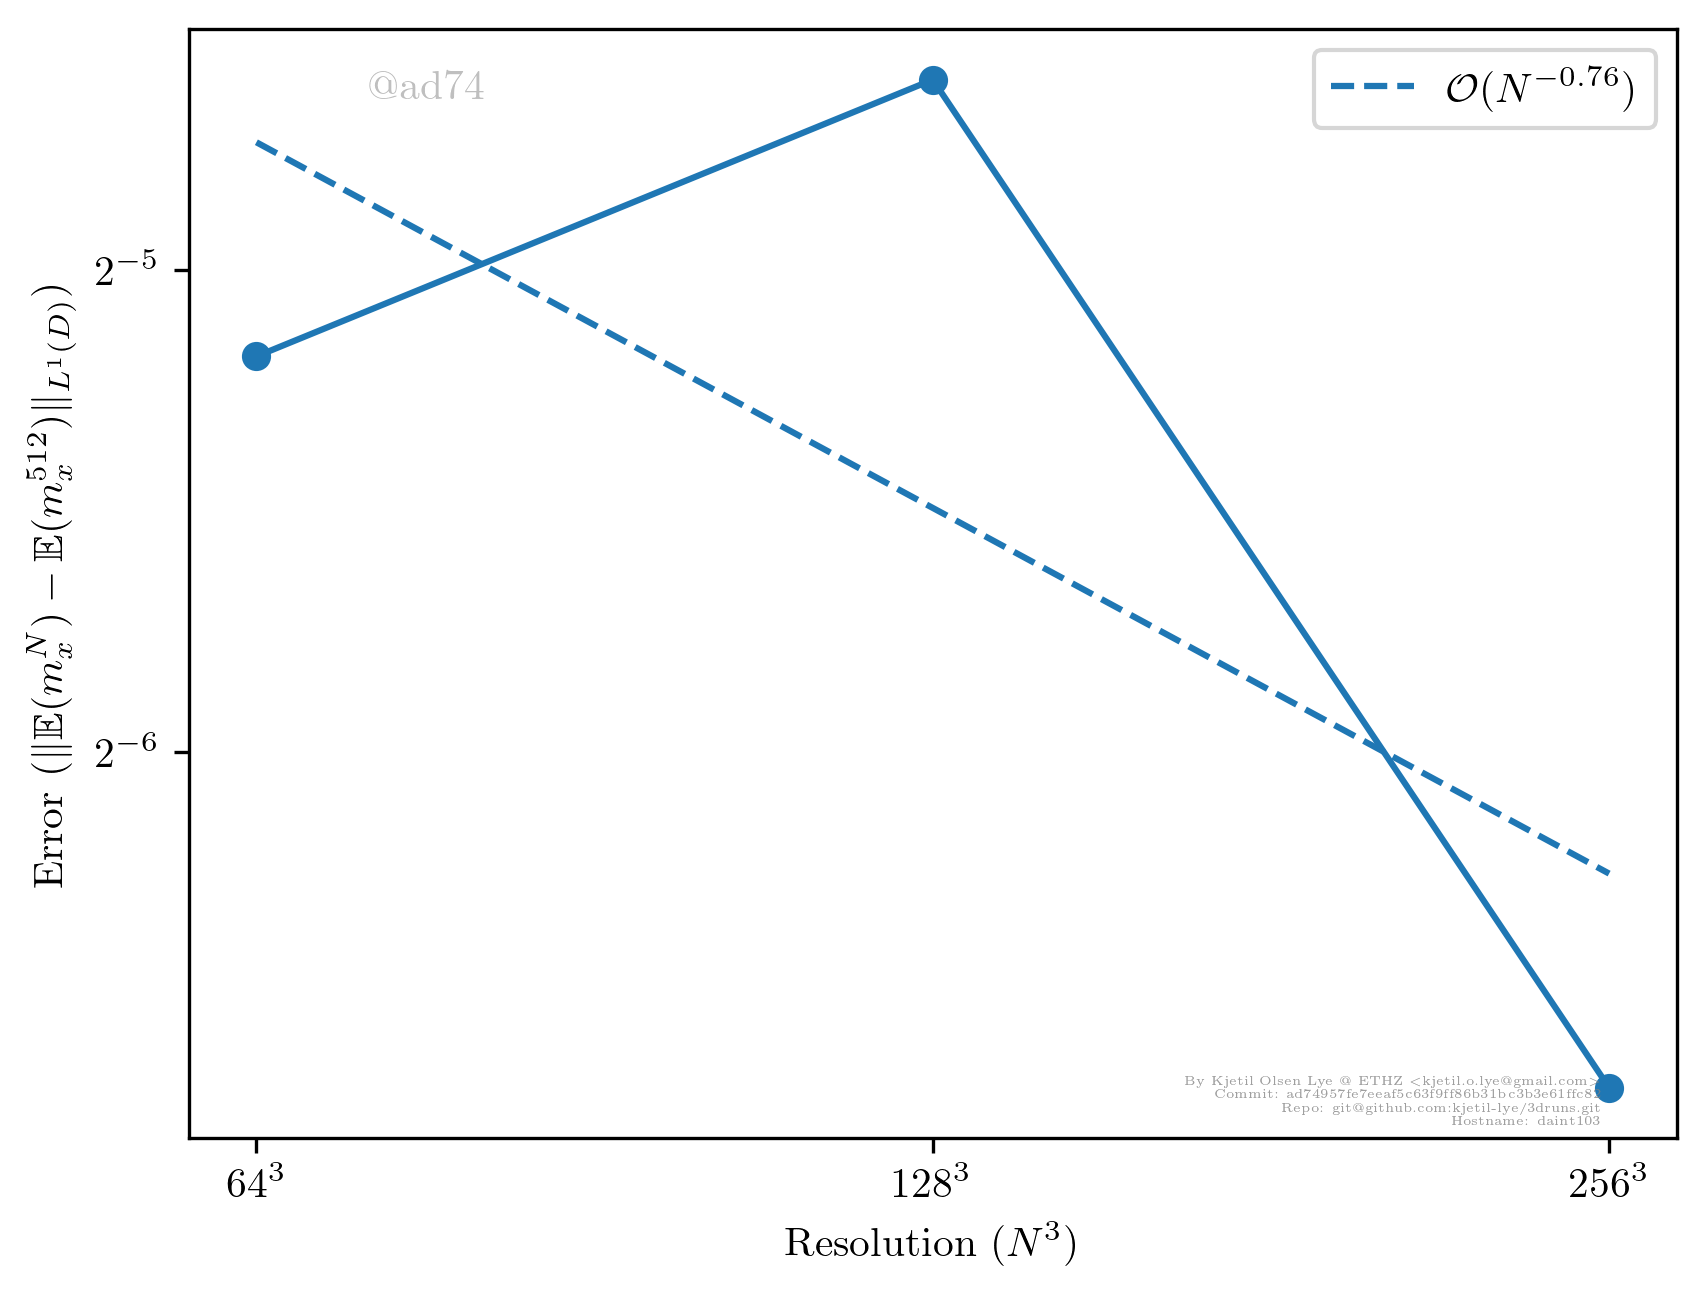 @ad74
𝒪(N^{-0.76})
2^{-5}
2^{-6}
Error (||𝔼(m_x^N) − 𝔼(m_x^{512})||_{L^1(D)})
By Kjetil Olsen Lye @ ETHZ <kjetil.o.lye@gmail.com>
Commit:
Repo: git@github.com:kjetil-lye/3druns.git
Hostname: daint103
64^3
128^3
256^3
Resolution (N^3)